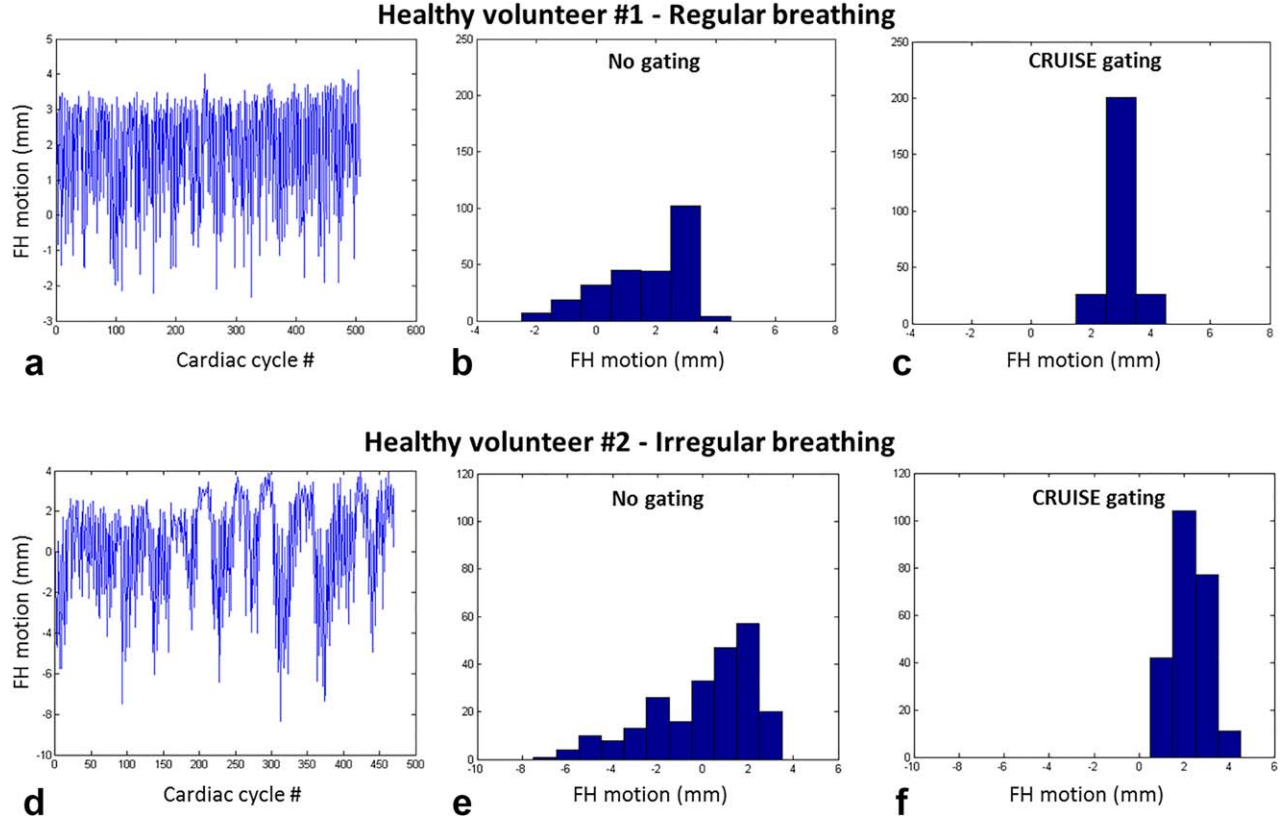 Healthy volunteer #1 - Regular breathing
FH motion (mm)
5
4
3
2
1
0
-1
-2
-3
0 100 200 300 400 500 600
Cardiac cycle #
a
No gating
250
200
150
100
50
0
-4 -2 0 2 4 6 8
FH motion (mm)
b
CRUISE gating
250
200
150
100
50
0
-4 -2 0 2 4 6 8
FH motion (mm)
c
Healthy volunteer #2 - Irregular breathing
FH motion (mm)
4
2
0
-2
-4
-6
-8
-10
0 50 100 150 200 250 300 350 400 450 500
Cardiac cycle #
d
No gating
120
100
80
60
40
20
0
-10 -8 -6 -4 -2 0 2 4 6
FH motion (mm)
e
CRUISE gating
120
100
80
60
40
20
0
-10 -8 -6 -4 -2 0 2 4 6
FH motion (mm)
f